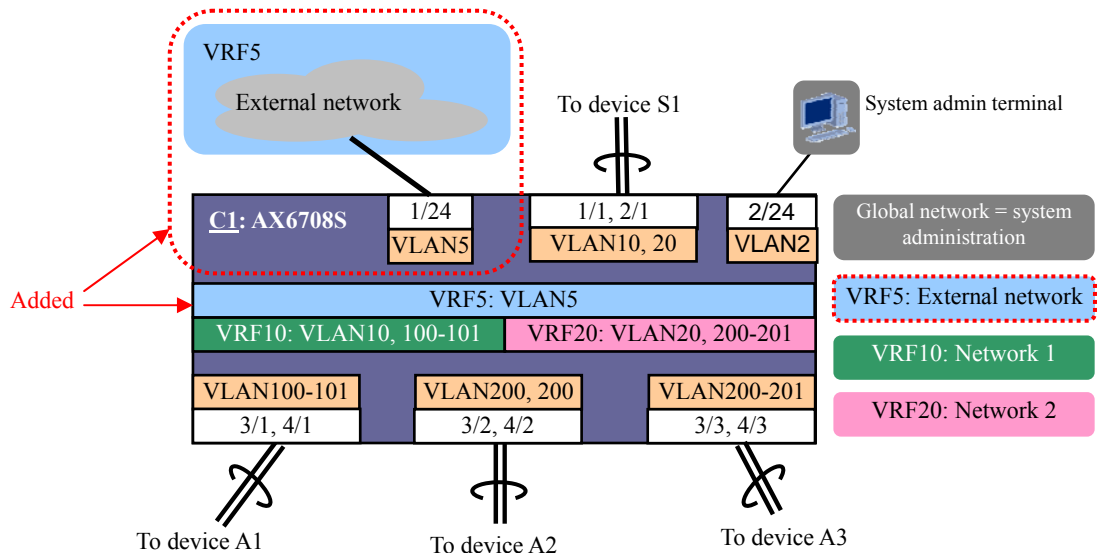 VRF5
External network
To device S1
System admin terminal
C1: AX6708S
1/24
VLAN5
1/1, 2/1
VLAN10, 20
2/24
VLAN2
Global network = system
administration
Added
VRF5: VLAN5
VRF5: External network
VRF10: VLAN10, 100-101
VRF20: VLAN20, 200-201
VRF10: Network 1
VLAN100-101
VLAN200, 200
VLAN200-201
VRF20: Network 2
3/1, 4/1
3/2, 4/2
3/3, 4/3
To device A1
To device A2
To device A3